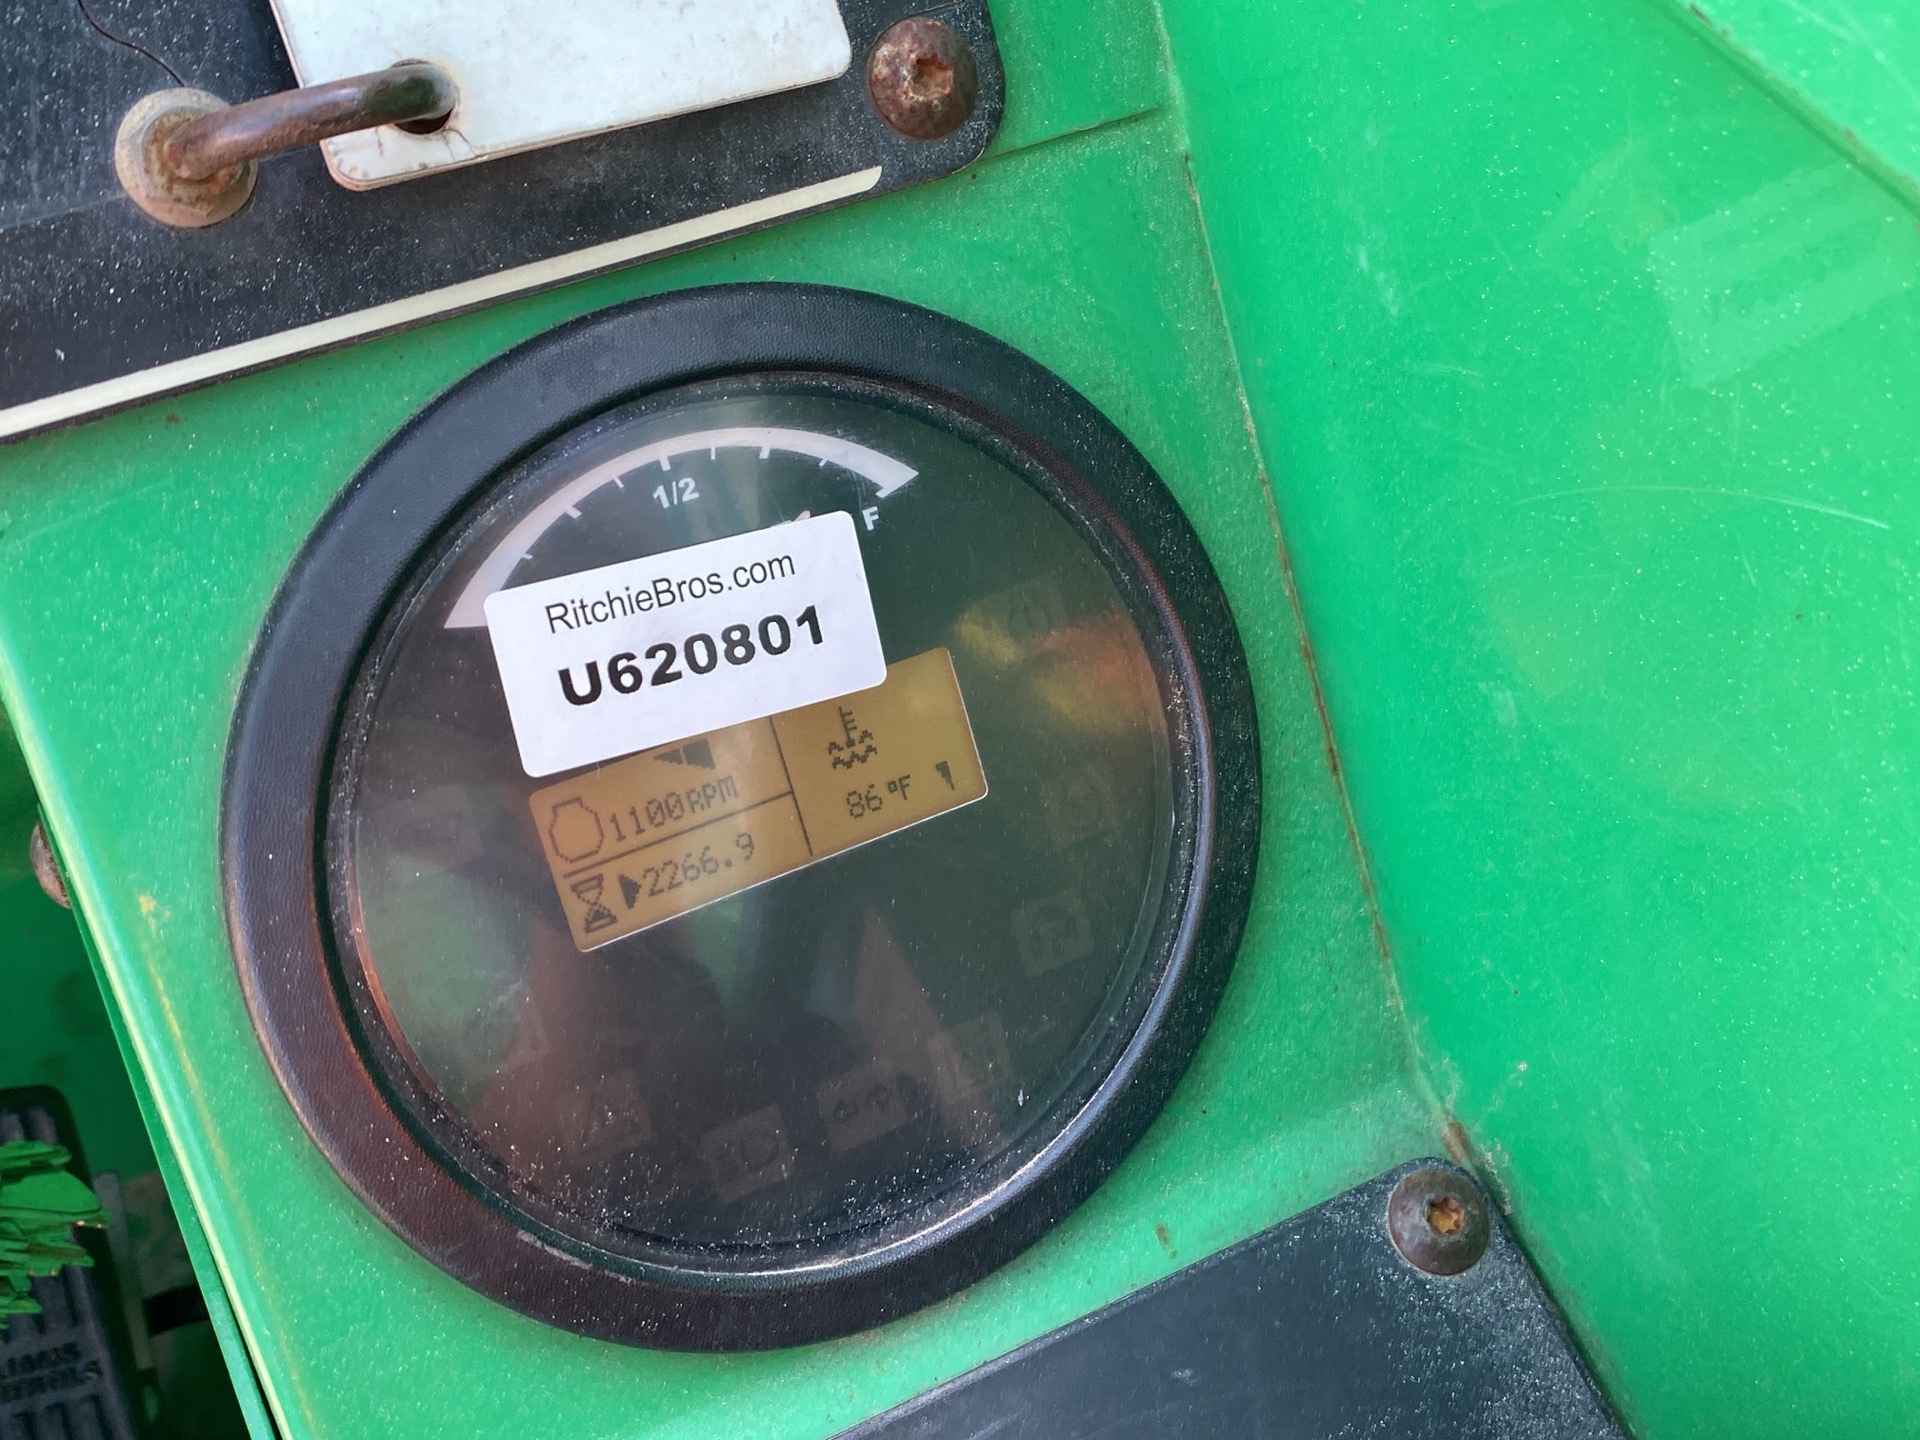 1/2
F
RitchieBros.com
U620801
1100RPM
86°F
2266.9